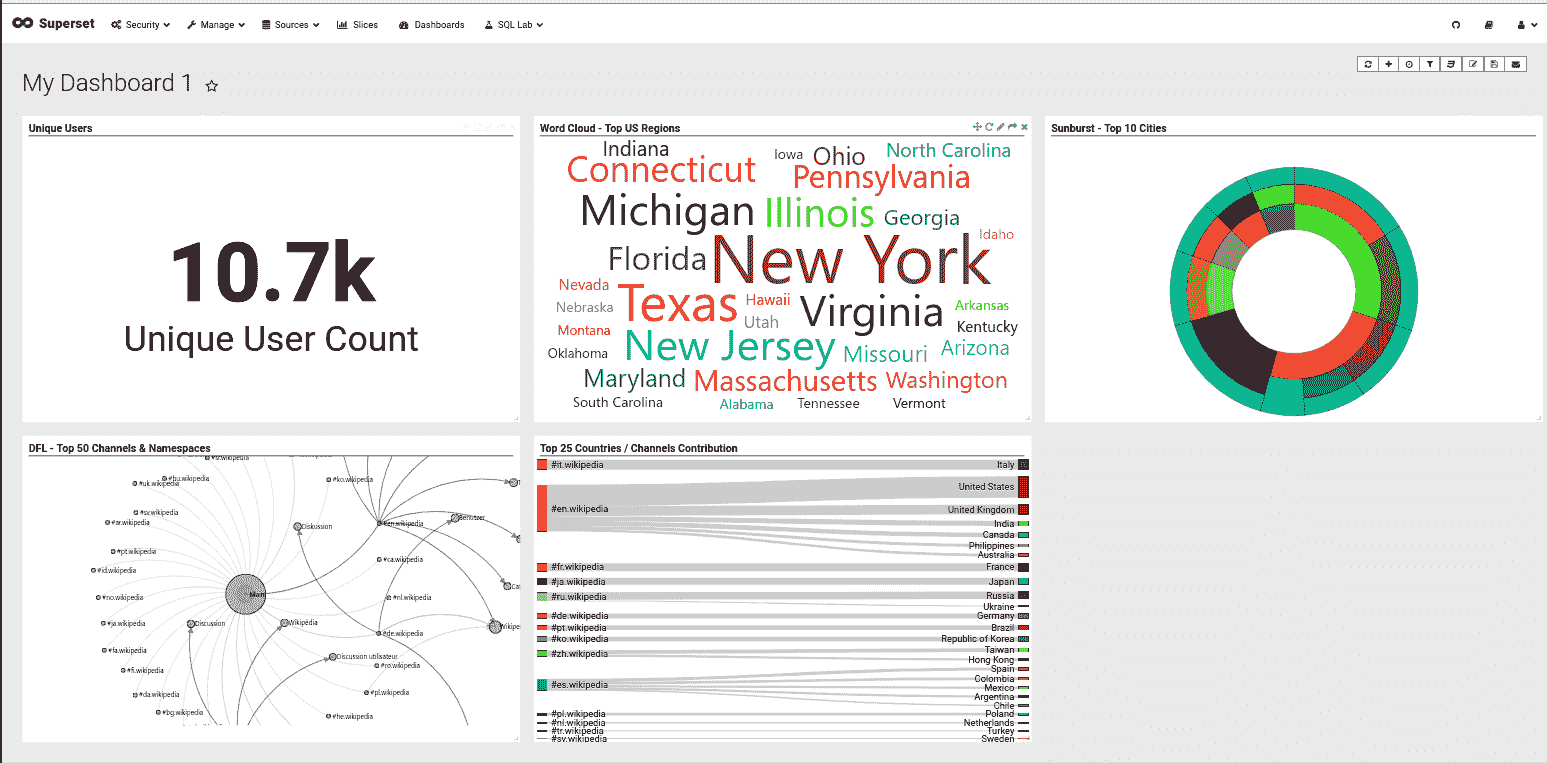 Superset Security Manage Sources Slices Dashboards SQL Lab
My Dashboard 1
Unique Users
10.7k
Unique User Count
Word Cloud - Top US Regions
Indiana Iowa Ohio North Carolina
Connecticut Pennsylvania
Michigan Illinois Georgia
Idaho
Florida New York
Nevada Texas Hawaii Virginia Arkansas
Nebraska Utah
Montana Kentucky
Oklahoma New Jersey Missouri Arizona
Maryland Massachusetts Washington
South Carolina Alabama Tennessee Vermont
Sunburst - Top 10 Cities
DFL - Top 50 Channels & Namespaces
#ko.wikipedia
#hu.wikipedia
#uk.wikipedia
#sv.wikipedia
#ar.wikipedia
Diskussion
#en.wikipedia
Benutzer
#pt.wikipedia
#ca.wikipedia
#id.wikipedia
Main
#no.wikipedia
#nl.wikipedia
#ja.wikipedia
Discussion
Wikipédia
#de.wikipedia
#fa.wikipedia
Discussion utilisateur
#fi.wikipedia
#ro.wikipedia
#da.wikipedia
#pl.wikipedia
#bg.wikipedia
#he.wikipedia
Top 25 Countries / Channels Contribution
#it.wikipedia Italy
United States
#en.wikipedia United Kingdom
India
Canada
Philippines
Australia
#fr.wikipedia France
#ja.wikipedia Japan
#ru.wikipedia Russia
Ukraine
#de.wikipedia Germany
#pt.wikipedia Brazil
#ko.wikipedia Republic of Korea
#zh.wikipedia Taiwan
Hong Kong
Spain
Colombia
#es.wikipedia Mexico
Argentina
Chile
#pl.wikipedia Poland
#nl.wikipedia Netherlands
#tr.wikipedia Turkey
#sv.wikipedia Sweden